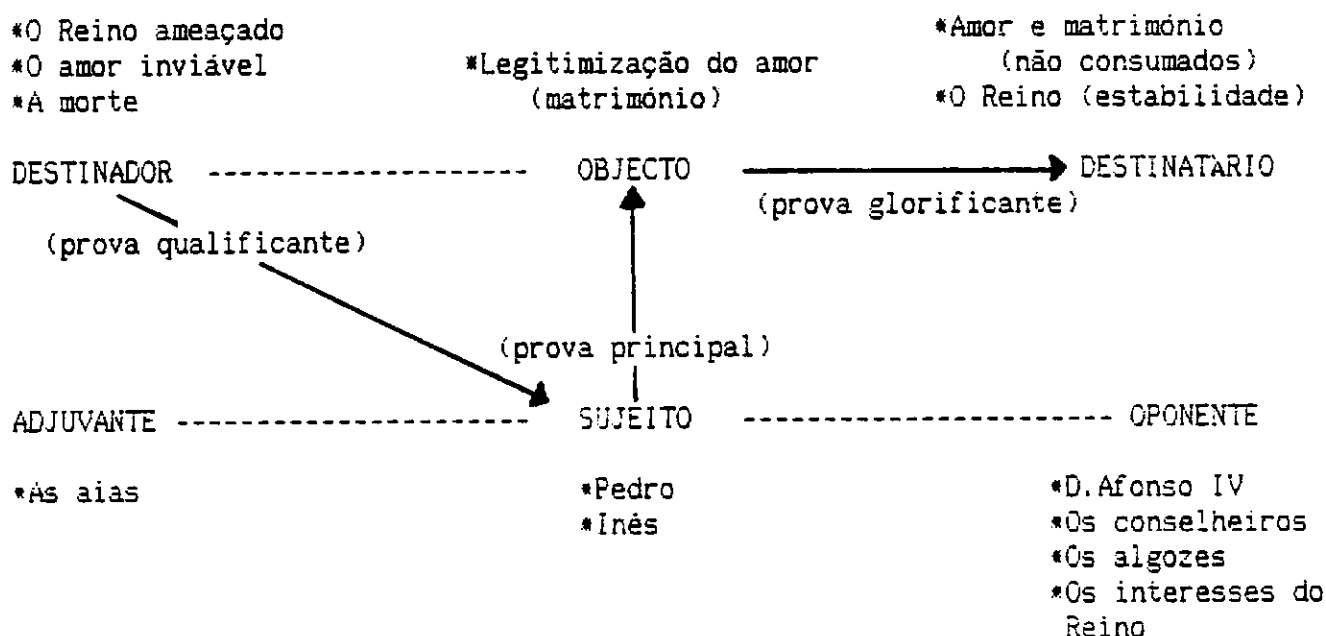 *O Reino ameaçado
*O amor inviável
*A morte
*Legitimização do amor
(matrimónio)
*Amor e matrimónio
(não consumados)
*O Reino (estabilidade)
DESTINADOR -------------------- OBJECTO DESTINATÀRIO
(prova glorificante)
(prova qualificante)
(prova principal)
ADJUVANTE ---------------------- SUJEITO ----------------------- OPONENTE
*As aias
*Pedro
*Inês
*D.Afonso IV
*Os conselheiros
*Os algozes
*Os interesses do
Reino